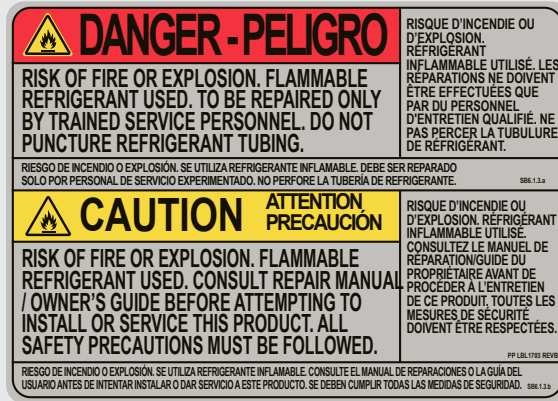 DANGER - PELIGRO
RISK OF FIRE OR EXPLOSION. FLAMMABLE
REFRIGERANT USED. TO BE REPAIRED ONLY
BY TRAINED SERVICE PERSONNEL. DO NOT
PUNCTURE REFRIGERANT TUBING.
RISQUE D'INCENDIE OU
D'EXPLOSION.
RÉFRIGÉRANT
INFLAMMABLE UTILISÉ. LES
RÉPARATIONS NE DOIVENT
ÊTRE EFFECTUÉES QUE
PAR DU PERSONNEL
D'ENTRETIEN QUALIFIÉ. NE
PAS PERCER LA TUBULURE
DE RÉFRIGÉRANT.
RIESGO DE INCENDIO O EXPLOSIÓN. SE UTILIZA REFRIGERANTE INFLAMABLE. DEBE SER REPARADO
SOLO POR PERSONAL DE SERVICIO EXPERIMENTADO. NO PERFORE LA TUBERÍA DE REFRIGERANTE.
SB6.1.3.a
CAUTION
ATTENTION
PRECAUCIÓN
RISK OF FIRE OR EXPLOSION. FLAMMABLE
REFRIGERANT USED. CONSULT REPAIR MANUAL
/ OWNER'S GUIDE BEFORE ATTEMPTING TO
INSTALL OR SERVICE THIS PRODUCT. ALL
SAFETY PRECAUTIONS MUST BE FOLLOWED.
RISQUE D'INCENDIE OU
D'EXPLOSION. RÉFRIGÉRANT
INFLAMMABLE UTILISÉ.
CONSULTEZ LE MANUEL DE
RÉPARATION/GUIDE DU
PROPRIÉTAIRE AVANT DE
PROCÉDER À L'ENTRETIEN
DE CE PRODUIT. TOUTES LES
MESURES DE SÉCURITÉ
DOIVENT ÊTRE RESPECTÉES.
PP LBL1703 REVB
RIESGO DE INCENDIO O EXPLOSIÓN. SE UTILIZA REFRIGERANTE INFLAMABLE. CONSULTE EL MANUAL DE REPARACIONES O LA GUÍA DEL
USUARIO ANTES DE INTENTAR INSTALAR O DAR SERVICIO A ESTE PRODUCTO. SE DEBEN CUMPLIR TODAS LAS MEDIDAS DE SEGURIDAD. SB6.1.3.b